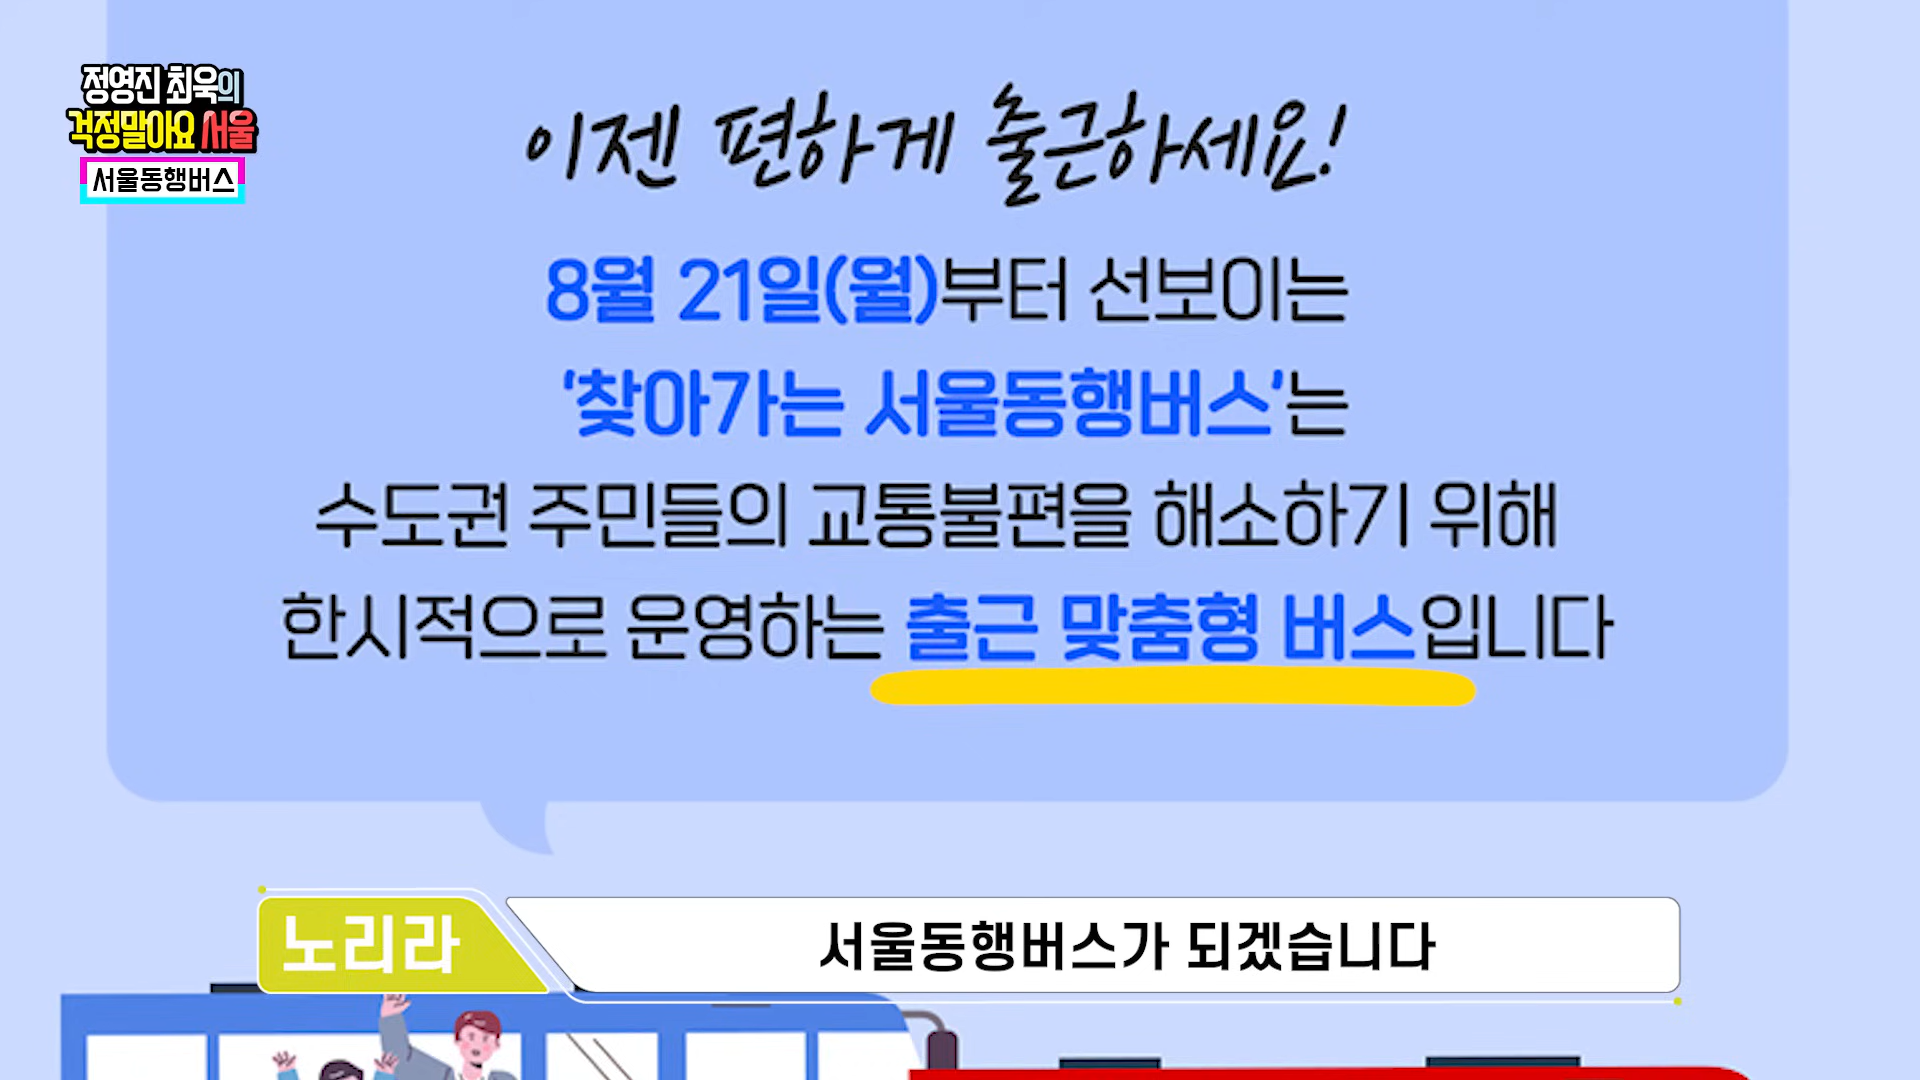 정영진 최욱의
걱정말아요 서울
서울동행버스
이젠 편하게 출근하세요!
8월 21일(월)부터 선보이는
'찾아가는 서울동행버스'는
수도권 주민들의 교통불편을 해소하기 위해
한시적으로 운영하는 출근 맞춤형 버스입니다
노리라
서울동행버스가 되겠습니다